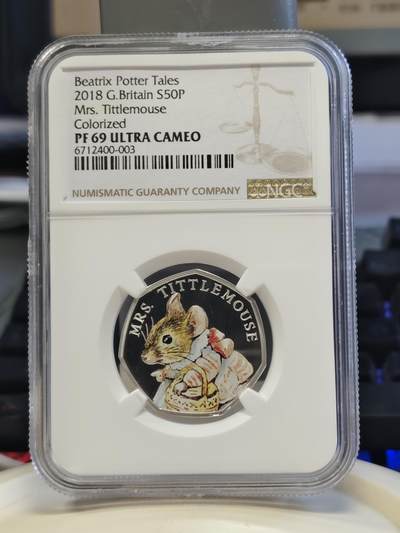 Beatrix Potter Tales
2018 G.Britain S50P
Mrs. Tittlemouse
Colorized
PF 69 ULTRA CAMEO
6712400-003
NUMISMATIC GUARANTY COMPANY
NGC
MRS. TITTLEMOUSE